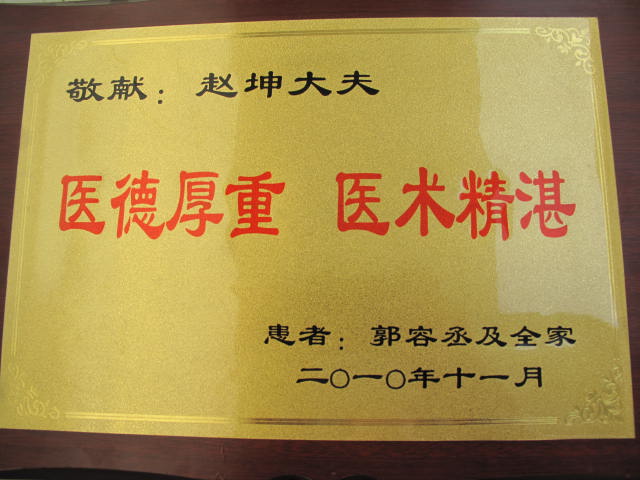 敬献：赵坤大夫
医德厚重 医术精湛
患者：郭容丞及全家
二〇一〇年十一月